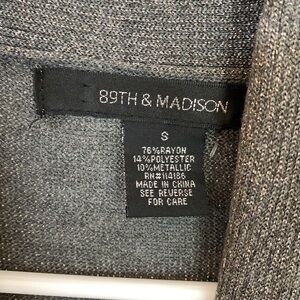 89TH & MADISON
S
76%RAYON
14%POLYESTER
10%METALLIC
RN#114186
MADE IN CHINA
SEE REVERSE
FOR CARE